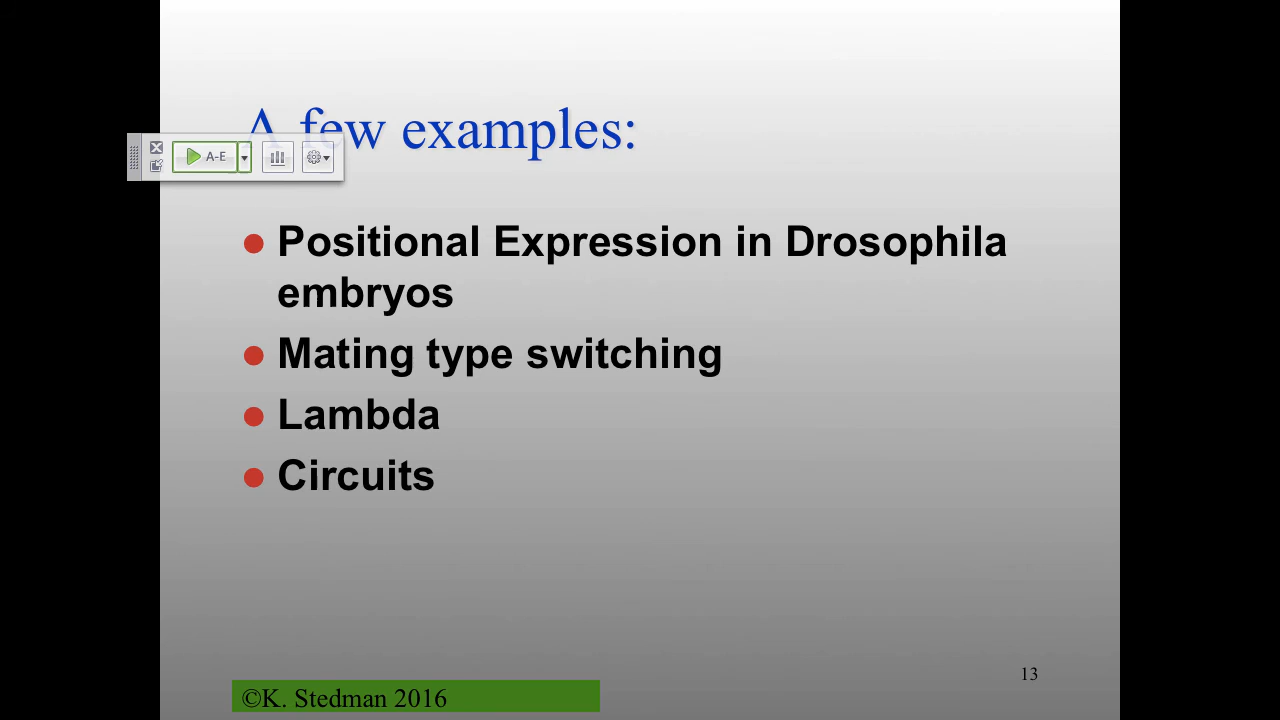 A few examples:
A-E
Positional Expression in Drosophila
embryos
Mating type switching
Lambda
Circuits
13
©K. Stedman 2016